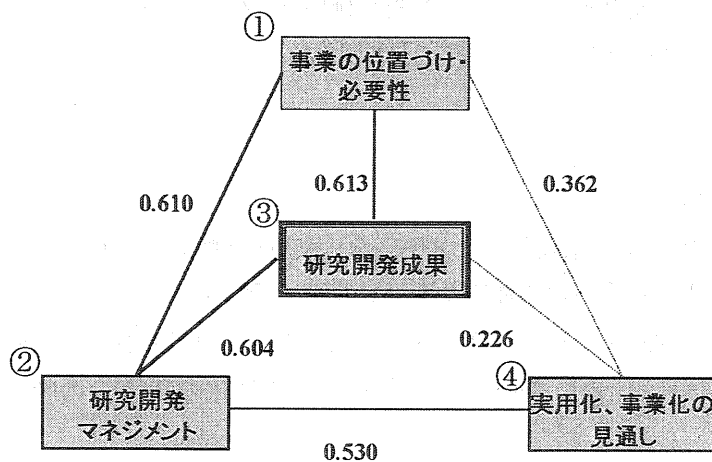 ①
事業の位置づけ・
必要性
0.610
0.613
0.362
③
研究開発成果
0.604
0.226
②
研究開発
マネジメント
④
実用化、事業化の
見通し
0.530